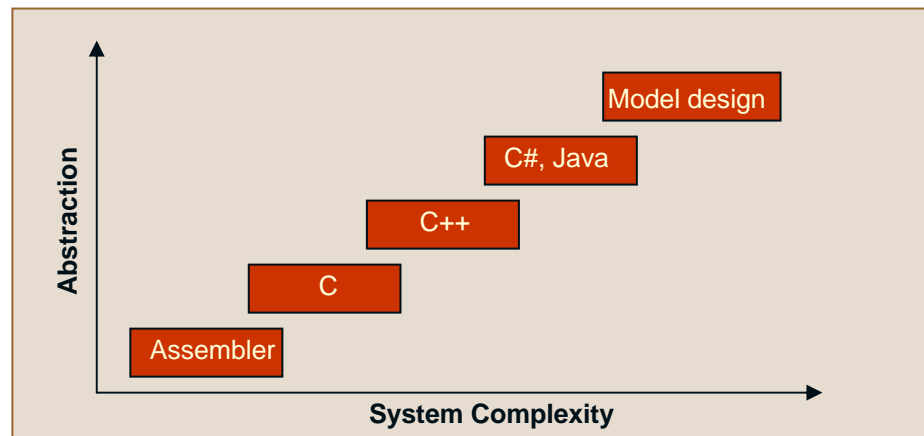 Model design
C#, Java
C++
C
Assembler
Abstraction
System Complexity